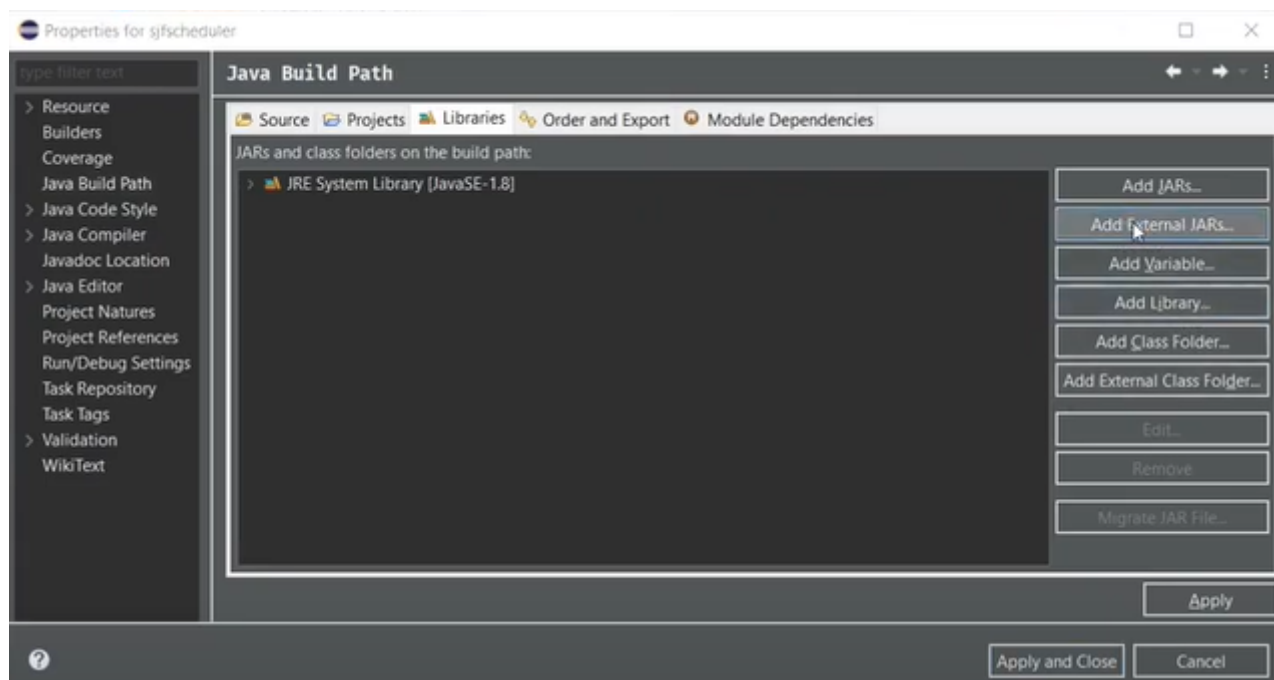 Properties for sjfscheduler
type filter text
Java Build Path
Resource
Builders
Coverage
Java Build Path
Java Code Style
Java Compiler
Javadoc Location
Java Editor
Project Natures
Project References
Run/Debug Settings
Task Repository
Task Tags
Validation
WikiText
Source Projects Libraries Order and Export Module Dependencies
JARs and class folders on the build path:
JRE System Library [JavaSE-1.8]
Add JARs...
Add External JARs...
Add Variable...
Add Library...
Add Class Folder...
Add External Class Folder...
Edit...
Remove
Migrate JAR File...
Apply
Apply and Close Cancel